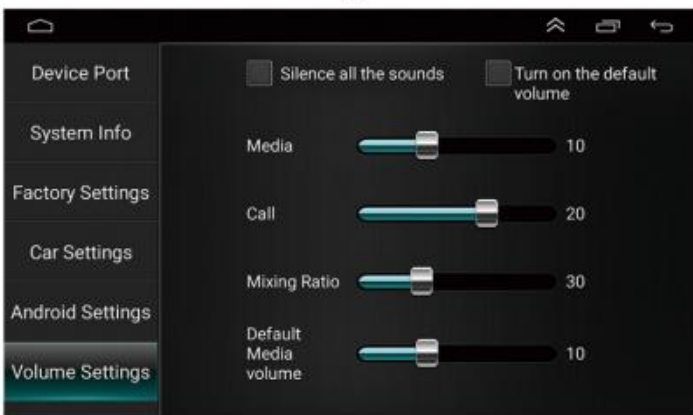 Device Port
System Info
Factory Settings
Car Settings
Android Settings
Volume Settings
Silence all the sounds
Turn on the default
volume
Media 10
Call 20
Mixing Ratio 30
Default
Media 10
volume